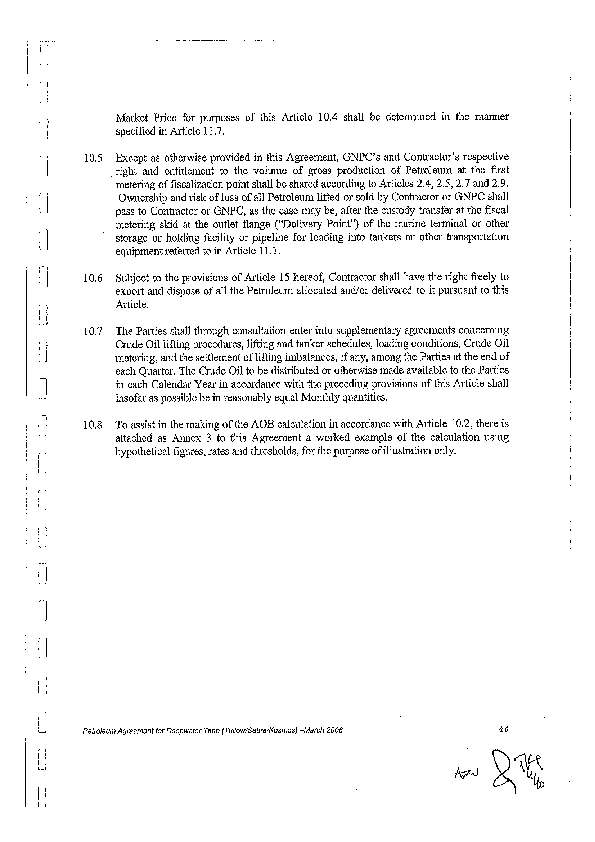 Market Price for purposes of this Article 10.4 shall be determined in the manner
specified in Article 11.7.
10.5 Except as otherwise provided in this Agreement, GNPC's and Contractor's respective
right and entitlement to the volume of gross production of Petroleum at the first
metering of fiscalization point shall be shared according to Articles 2.4, 2.5, 2.7 and 2.9.
Ownership and risk of loss of all Petroleum lifted or sold by Contractor or GNPC shall
pass to Contractor or GNPC, as the case may be, after the custody transfer at the fiscal
metering skid at the outlet flange ("Delivery Point") of the marine terminal or other
storage or holding facility or pipeline for loading into tankers or other transportation
equipment referred to in Article 11.1.
10.6 Subject to the provisions of Article 15 hereof, Contractor shall have the right freely to
export and dispose of all the Petroleum allocated and/or delivered to it pursuant to this
Article.
10.7 The Parties shall through consultation enter into supplementary agreements concerning
Crude Oil lifting procedures, lifting and tanker schedules, loading conditions, Crude Oil
metering, and the settlement of lifting imbalances, if any, among the Parties at the end of
each Quarter. The Crude Oil to be distributed or otherwise made available to the Parties
in each Calendar Year in accordance with the preceding provisions of this Article shall
insofar as possible be in reasonably equal Monthly quantities.
10.8 To assist in the making of the AOE calculation in accordance with Article 10.2, there is
attached as Annex 3 to this Agreement a worked example of the calculation using
hypothetical figures, rates and thresholds, for the purpose of illustration only.
Petroleum Agreement for Deepwater Tano (Tullow/Sabre/Kosmos) –March 2006